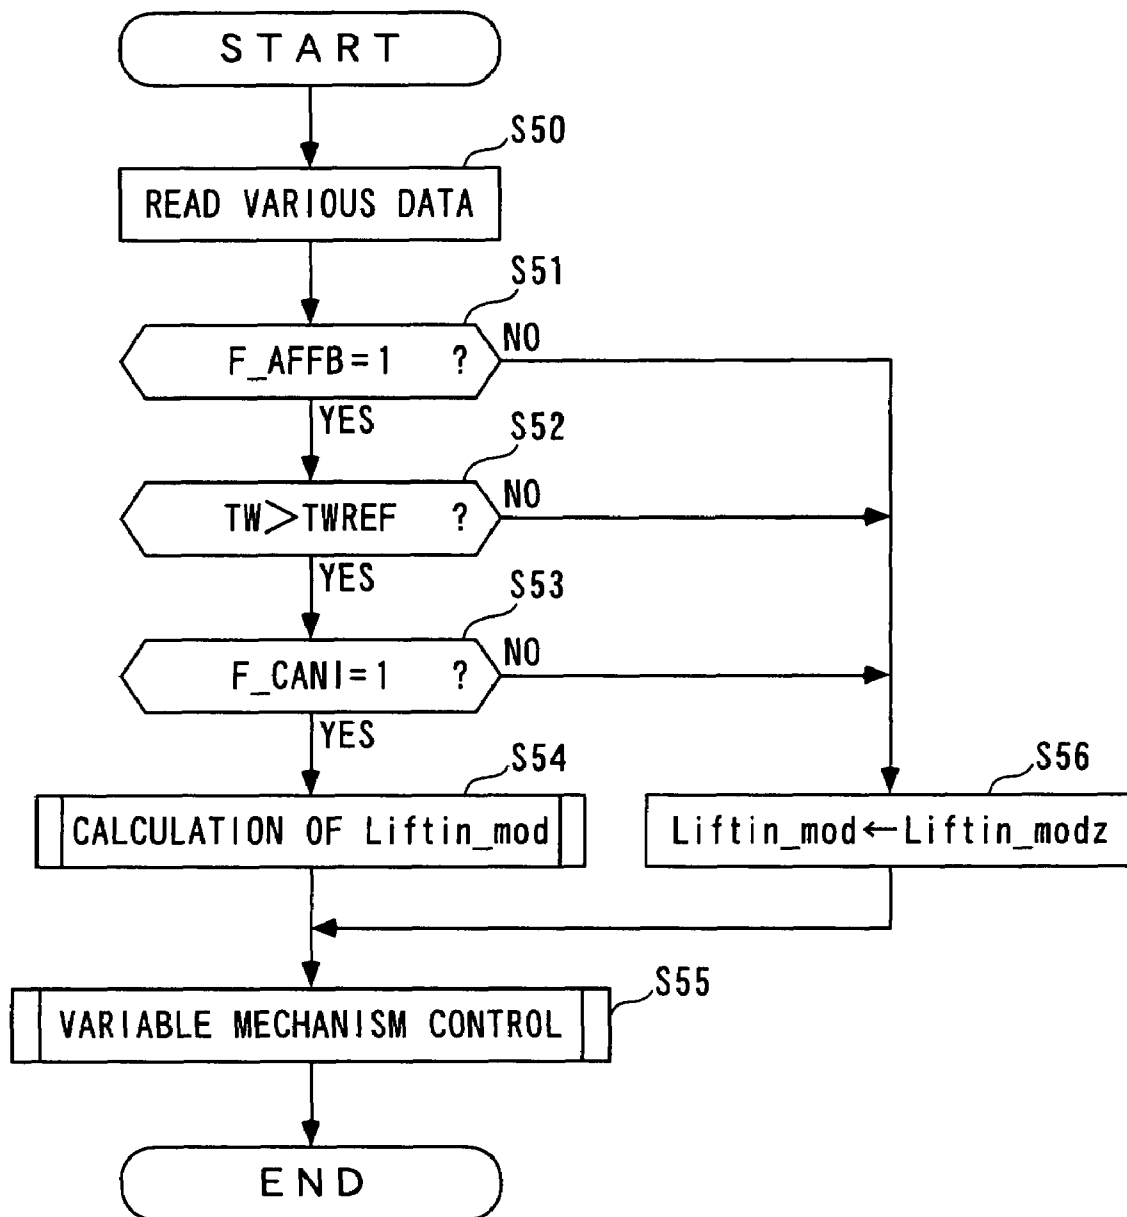 START
S50
READ VARIOUS DATA
S51
F_AFFB=1 ?
NO
YES
S52
TW>TWREF ?
NO
YES
S53
F_CANI=1 ?
NO
YES
S54
CALCULATION OF Liftin_mod
S56
Liftin_mod←Liftin_modz
S55
VARIABLE MECHANISM CONTROL
END